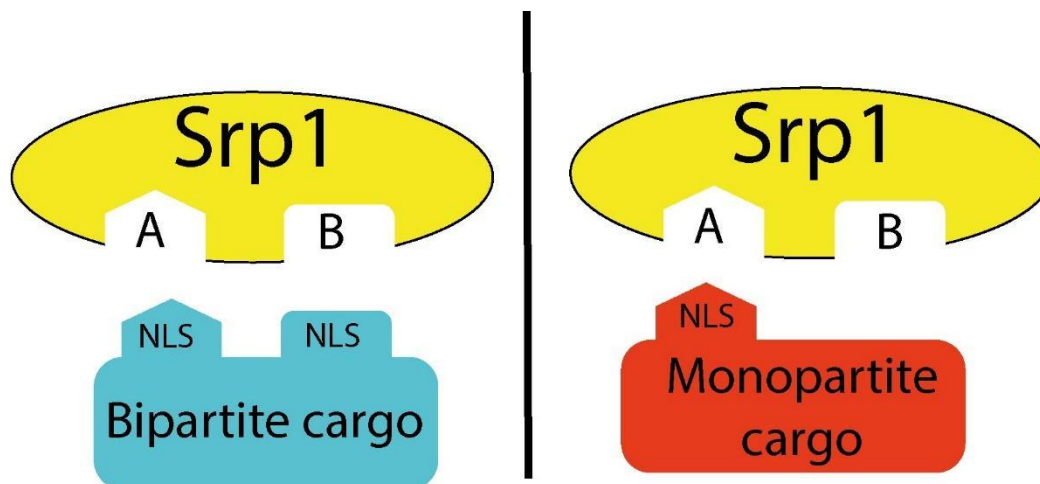 Srp1
A B
NLS NLS
Bipartite cargo
Srp1
A B
NLS
Monopartite
cargo